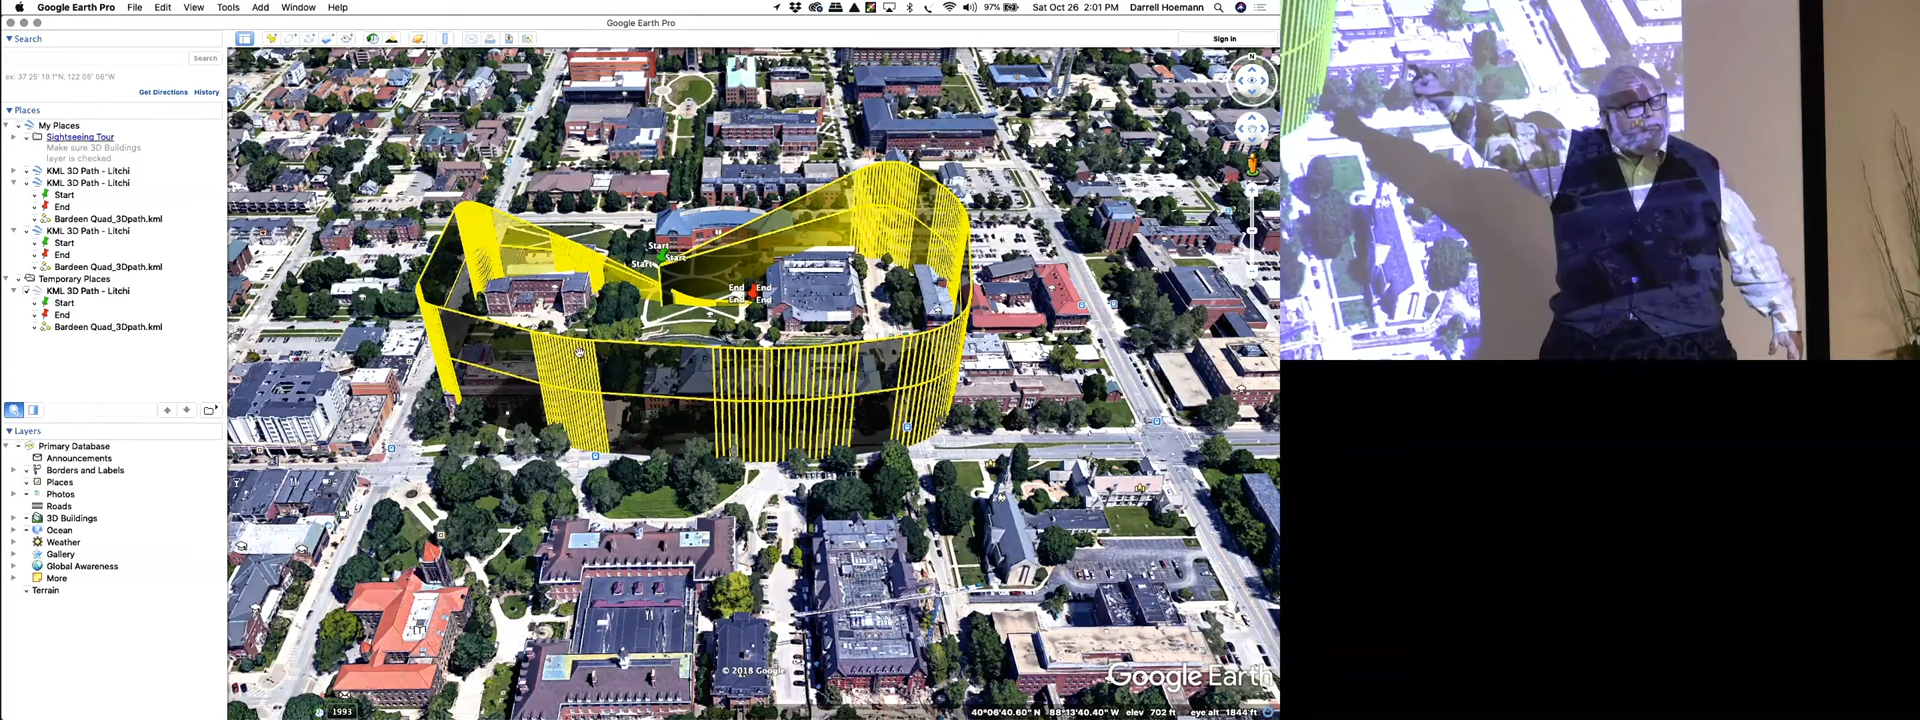 Google Earth Pro File Edit View Tools Add Window Help
97% Sat Oct 26 2:01 PM Darrell Hoemann
Google Earth Pro
Search
Sign in
Search
ex: 37 25' 19.1"N, 122 05' 06"W
Get Directions History
Places
My Places
Sightseeing Tour
Make sure 3D Buildings
layer is checked
KML 3D Path - Litchi
KML 3D Path - Litchi
Start
End
Bardeen Quad_3Dpath.kml
KML 3D Path - Litchi
Start
End
Bardeen Quad_3Dpath.kml
Temporary Places
KML 3D Path - Litchi
Start
End
Bardeen Quad_3Dpath.kml
Layers
Primary Database
Announcements
Borders and Labels
Places
Photos
Roads
3D Buildings
Ocean
Weather
Gallery
Global Awareness
More
Terrain
N
Start
Start
Start
End
End
End
End
© 2018 Google
Google Earth
1993
40°06'40.60" N 88°13'40.40" W elev 702 ft eye alt 1844 ft